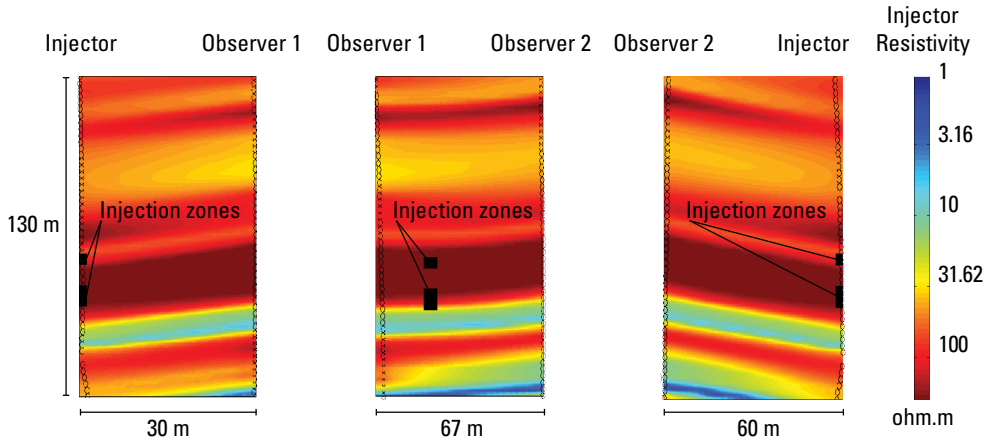 Injector
Observer 1
Observer 1
Observer 2
Observer 2
Injector
Injector
Resistivity
130 m
Injection zones
Injection zones
Injection zones
1
3.16
10
31.62
100
ohm.m
30 m
67 m
60 m